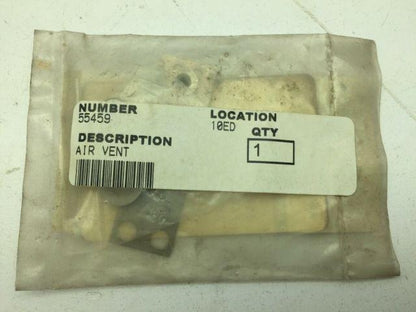 NUMBER LOCATION
55459 10ED
DESCRIPTION QTY
AIR VENT 1